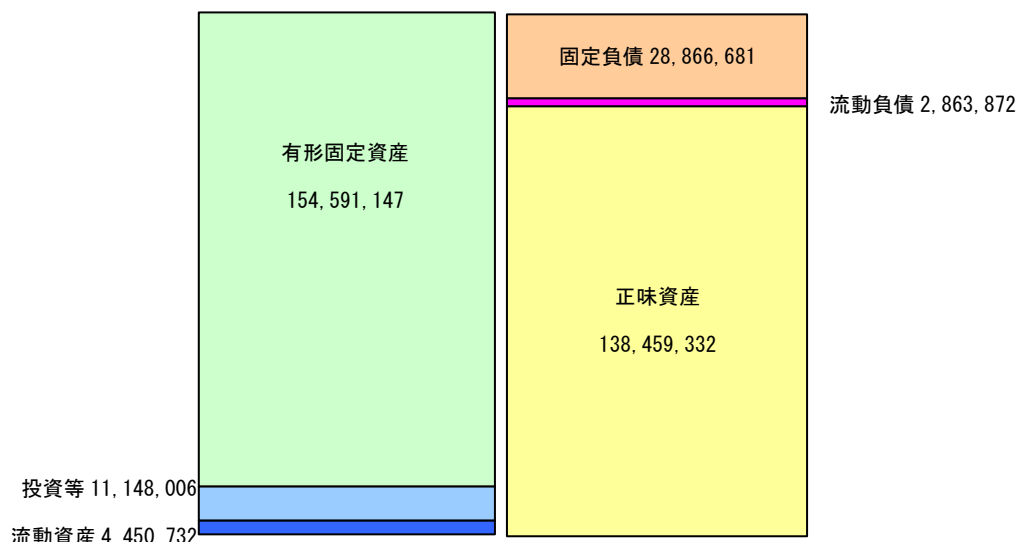 有形固定資産
154,591,147
投資等 11,148,006
流動資産 4,450,732
固定負債 28,866,681
流動負債 2,863,872
正味資産
138,459,332